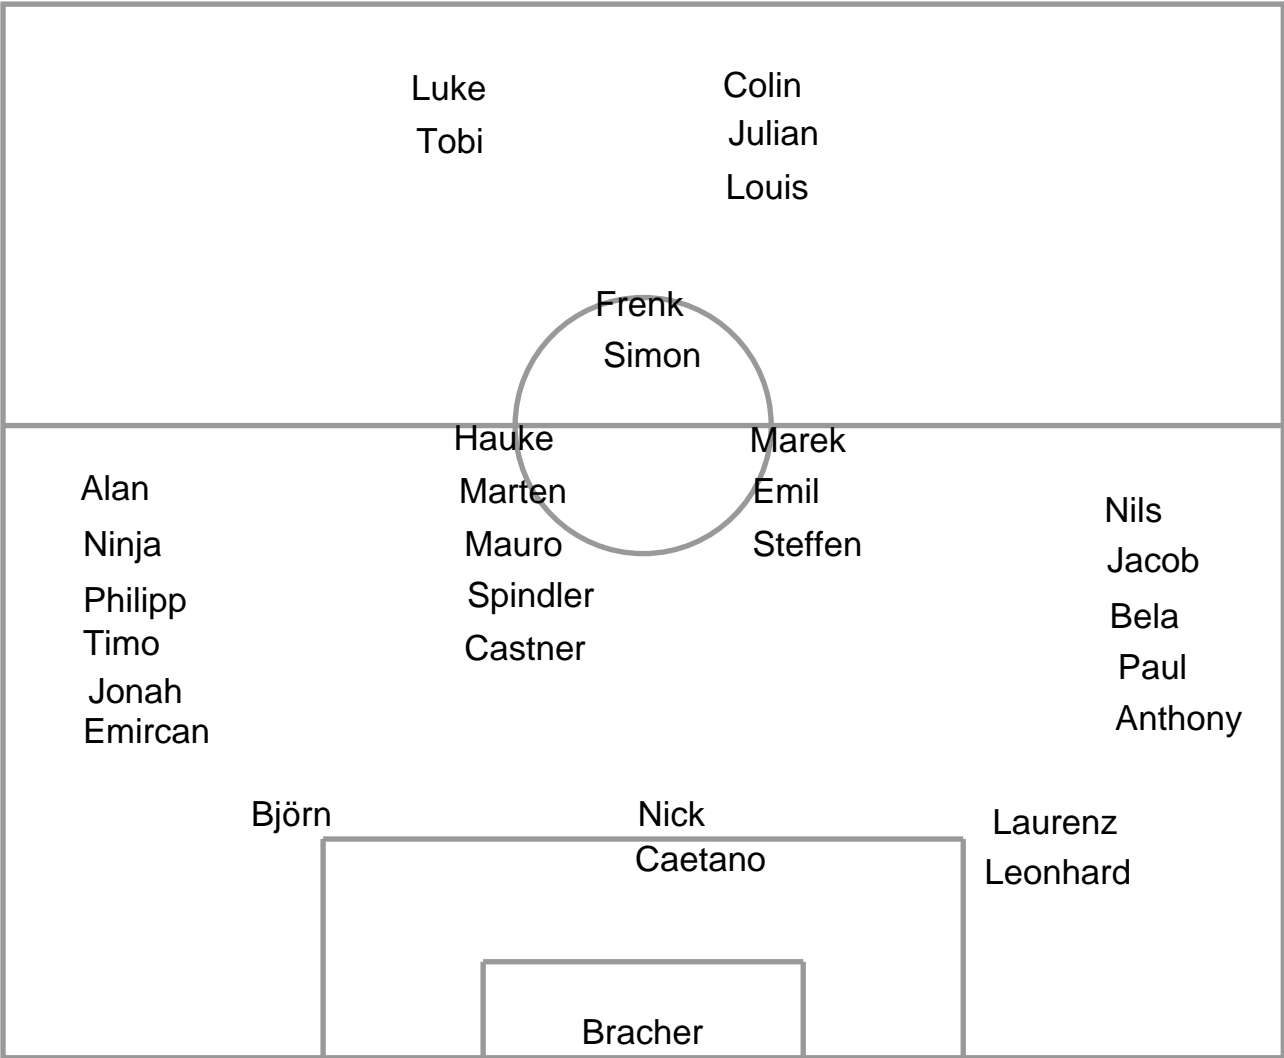 Luke
Tobi
Colin
Julian
Louis
Frenk
Simon
Alan
Ninja
Philipp
Timo
Jonah
Emircan
Hauke
Marten
Mauro
Spindler
Castner
Marek
Emil
Steffen
Nils
Jacob
Bela
Paul
Anthony
Björn
Nick
Caetano
Laurenz
Leonhard
Bracher